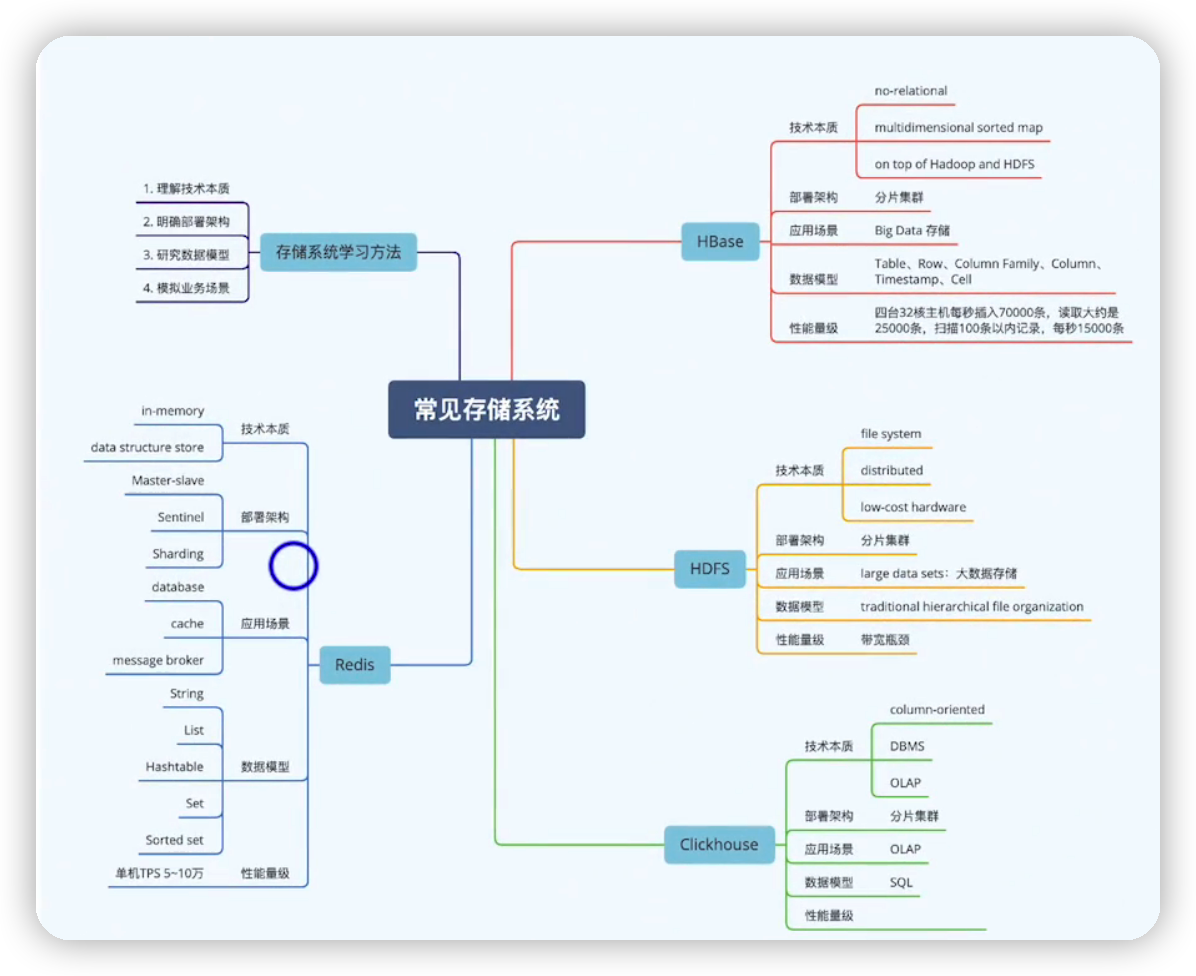 常见存储系统
存储系统学习方法
1. 理解技术本质
2. 明确部署架构
3. 研究数据模型
4. 模拟业务场景
Redis
技术本质
in-memory
data structure store
部署架构
Master-slave
Sentinel
Sharding
应用场景
database
cache
message broker
数据模型
String
List
Hashtable
Set
Sorted set
性能量级
单机TPS 5~10万
HBase
技术本质
no-relational
multidimensional sorted map
on top of Hadoop and HDFS
部署架构
分片集群
应用场景
Big Data 存储
数据模型
Table、Row、Column Family、Column、
Timestamp、Cell
性能量级
四台32核主机每秒插入70000条，读取大约是
25000条，扫描100条以内记录，每秒15000条
HDFS
技术本质
file system
distributed
low-cost hardware
部署架构
分片集群
应用场景
large data sets：大数据存储
数据模型
traditional hierarchical file organization
性能量级
带宽瓶颈
Clickhouse
技术本质
column-oriented
DBMS
OLAP
部署架构
分片集群
应用场景
OLAP
数据模型
SQL
性能量级